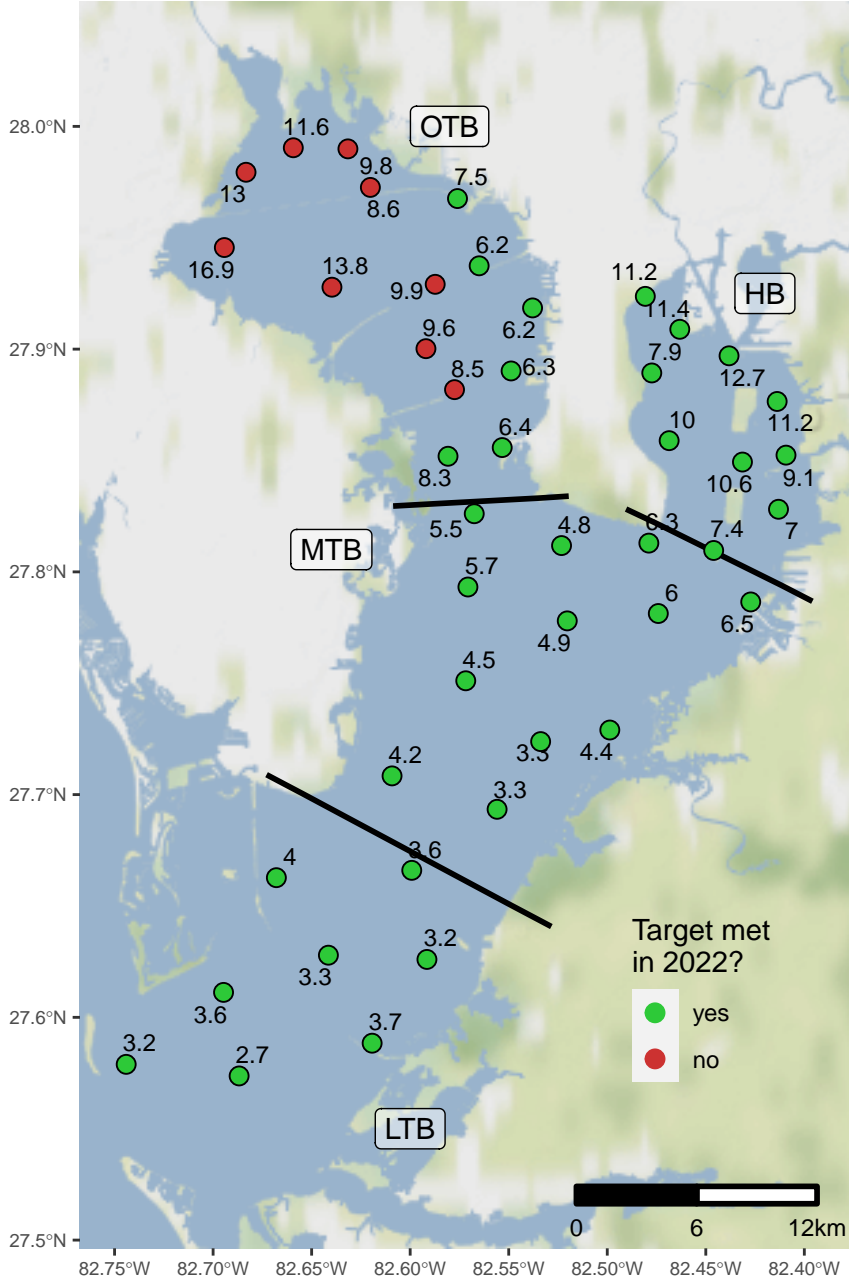 28.0°N
11.6
OTB
9.8
13
8.6
7.5
16.9
13.8
6.2
9.9
11.2
HB
6.2
11.4
27.9°N
9.6
7.9
12.7
8.5
6.3
11.2
10
6.4
8.3
10.6
9.1
5.5
4.8
6.3
7.4
7
MTB
27.8°N
5.7
6
4.9
6.5
4.5
4.2
3.3
4.4
27.7°N
3.3
4
3.6
3.3
3.2
Target met
in 2022?
27.6°N
3.6
3.7
yes
3.2
2.7
no
LTB
0 6 12km
27.5°N
82.75°W 82.70°W 82.65°W 82.60°W 82.55°W 82.50°W 82.45°W 82.40°W